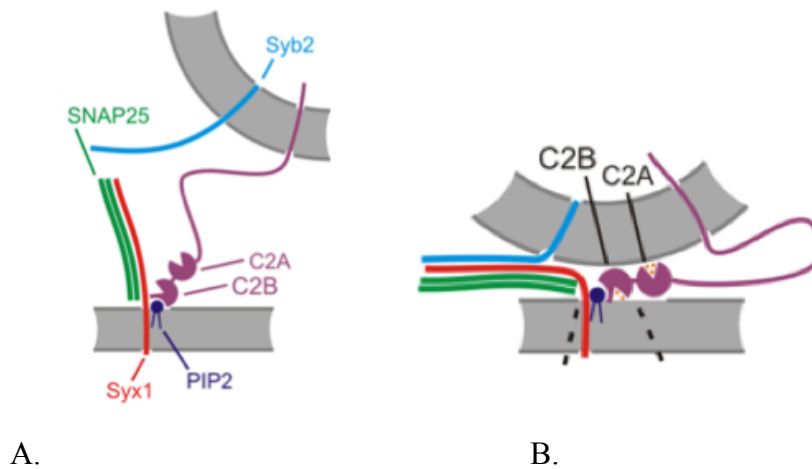 Syb2
SNAP25
C2A
C2B
Syx1
PIP2
C2B
C2A
A.
B.